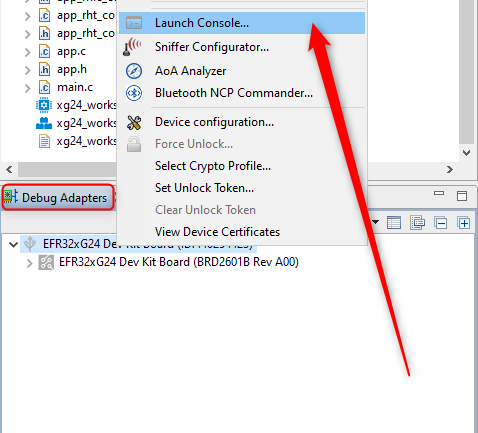 app_rht_co
app_rht_co
app.c
app.h
main.c
xg24_works
xg24_works
xg24_works
Launch Console...
Sniffer Configurator...
AoA Analyzer
Bluetooth NCP Commander...
Device configuration...
Force Unlock...
Select Crypto Profile...
Set Unlock Token...
Clear Unlock Token
View Device Certificates
Debug Adapters
EFR32xG24 Dev Kit Board
EFR32xG24 Dev Kit Board (BRD2601B Rev A00)